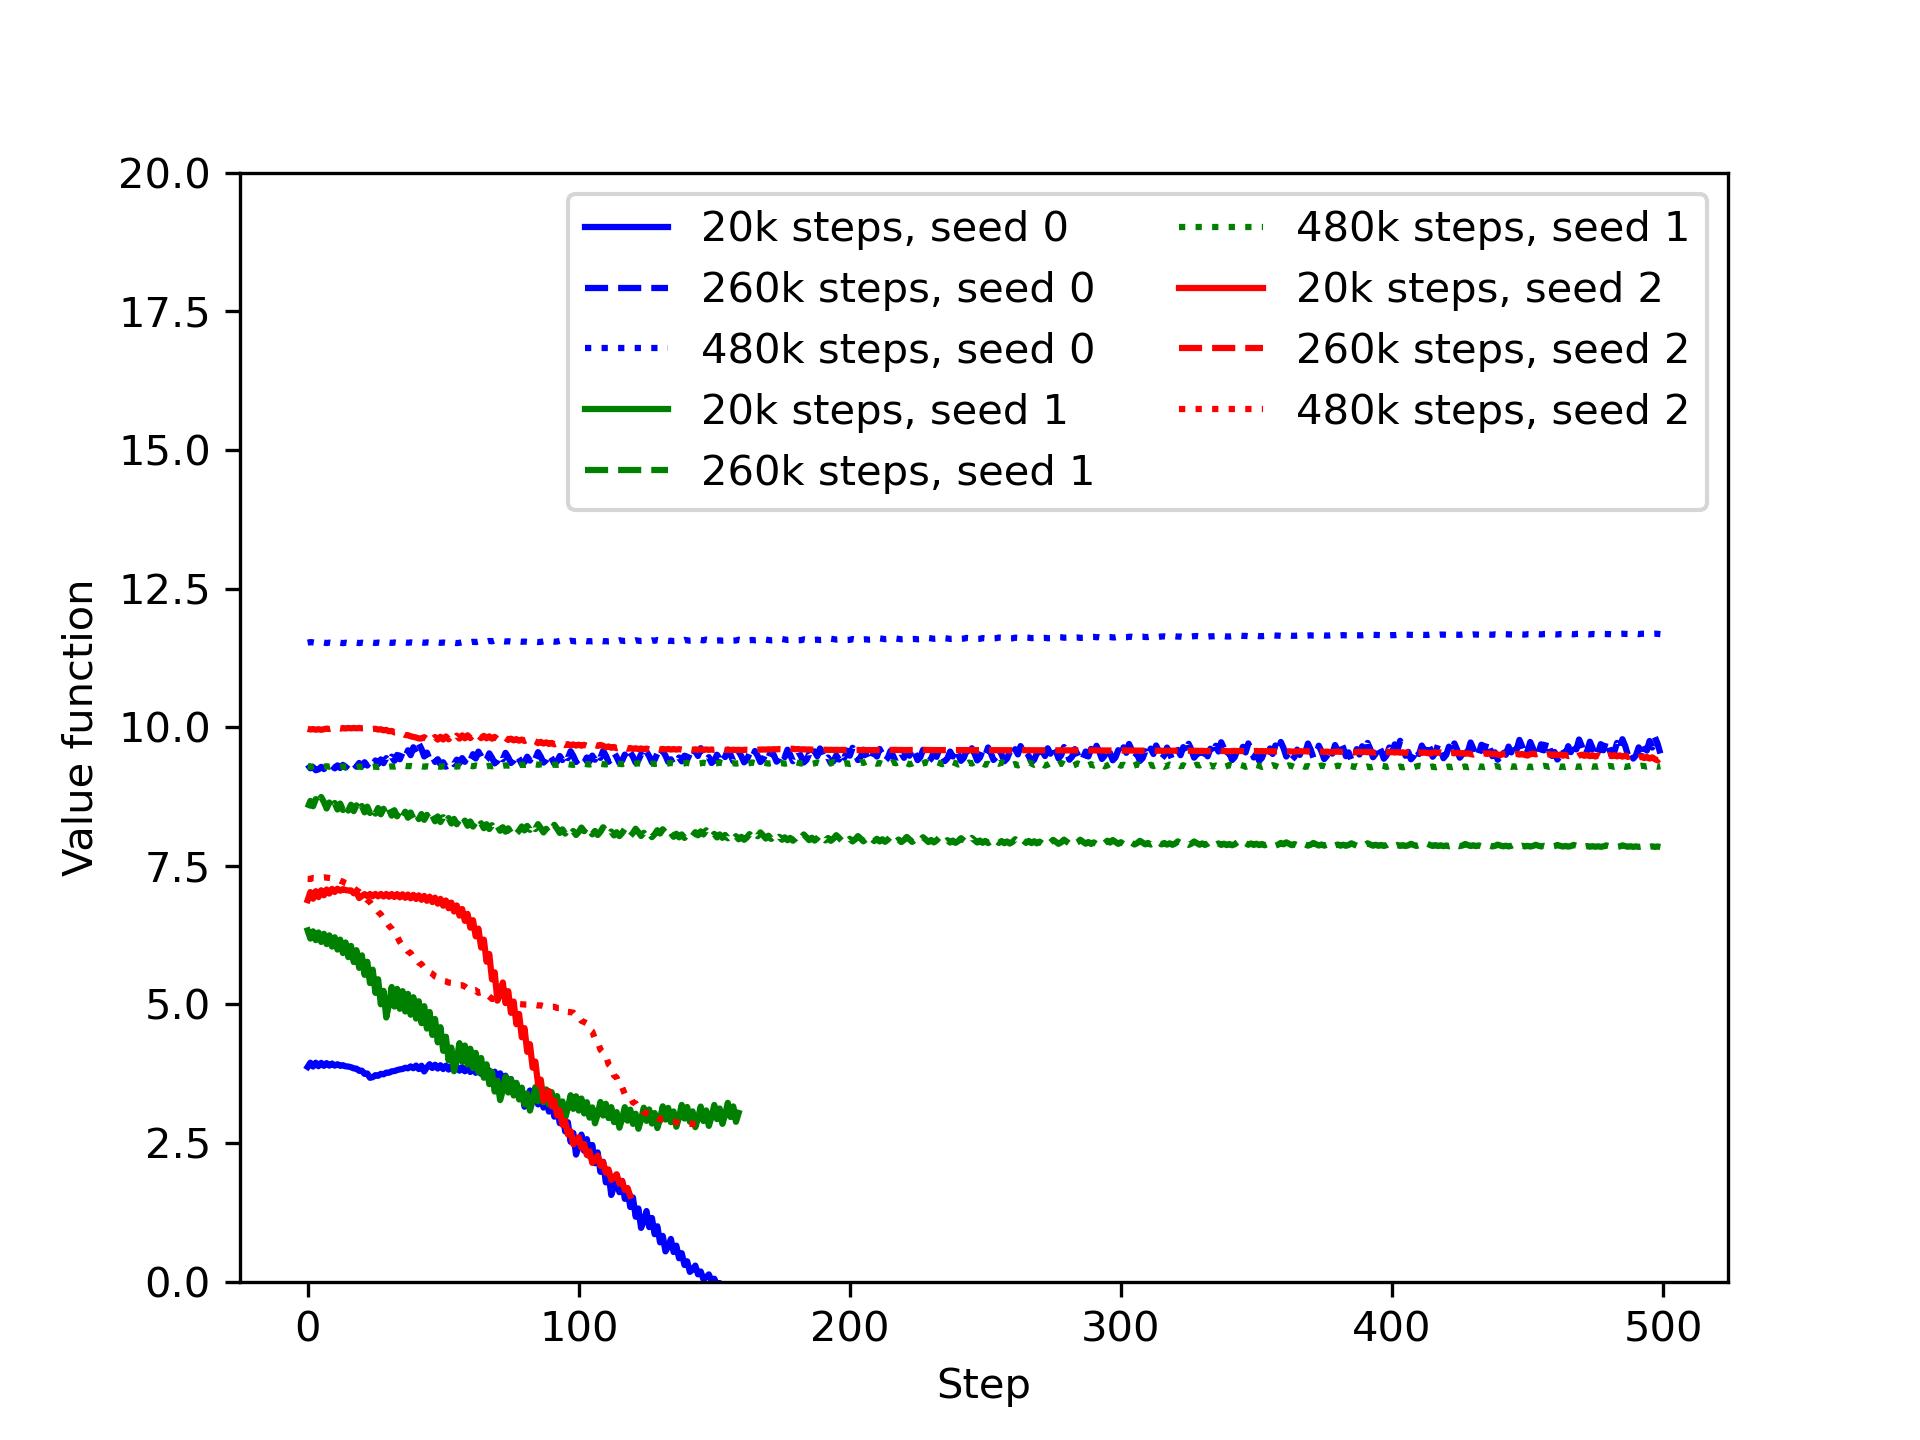 20.0
17.5
15.0
12.5
10.0
7.5
5.0
2.5
0.0
Value function
20k steps, seed 0
260k steps, seed 0
480k steps, seed 0
20k steps, seed 1
260k steps, seed 1
480k steps, seed 1
20k steps, seed 2
260k steps, seed 2
480k steps, seed 2
0 100 200 300 400 500
Step